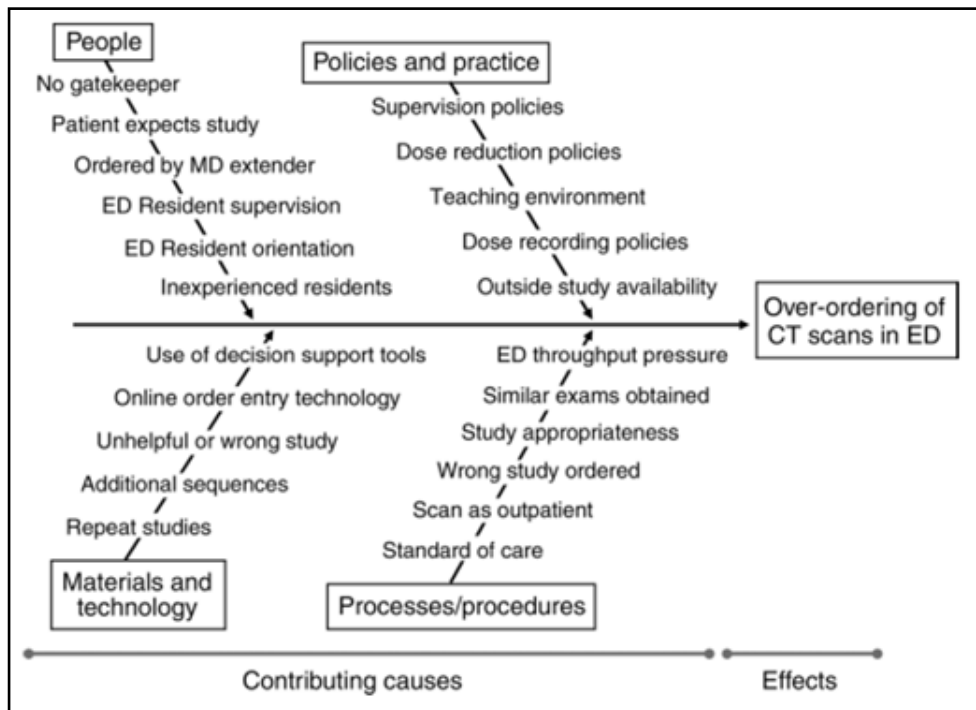 People
No gatekeeper
Patient expects study
Ordered by MD extender
ED Resident supervision
ED Resident orientation
Inexperienced residents
Policies and practice
Supervision policies
Dose reduction policies
Teaching environment
Dose recording policies
Outside study availability
Over-ordering of
CT scans in ED
Use of decision support tools
Online order entry technology
Unhelpful or wrong study
Additional sequences
Repeat studies
Materials and
technology
ED throughput pressure
Similar exams obtained
Study appropriateness
Wrong study ordered
Scan as outpatient
Standard of care
Processes/procedures
Contributing causes
Effects